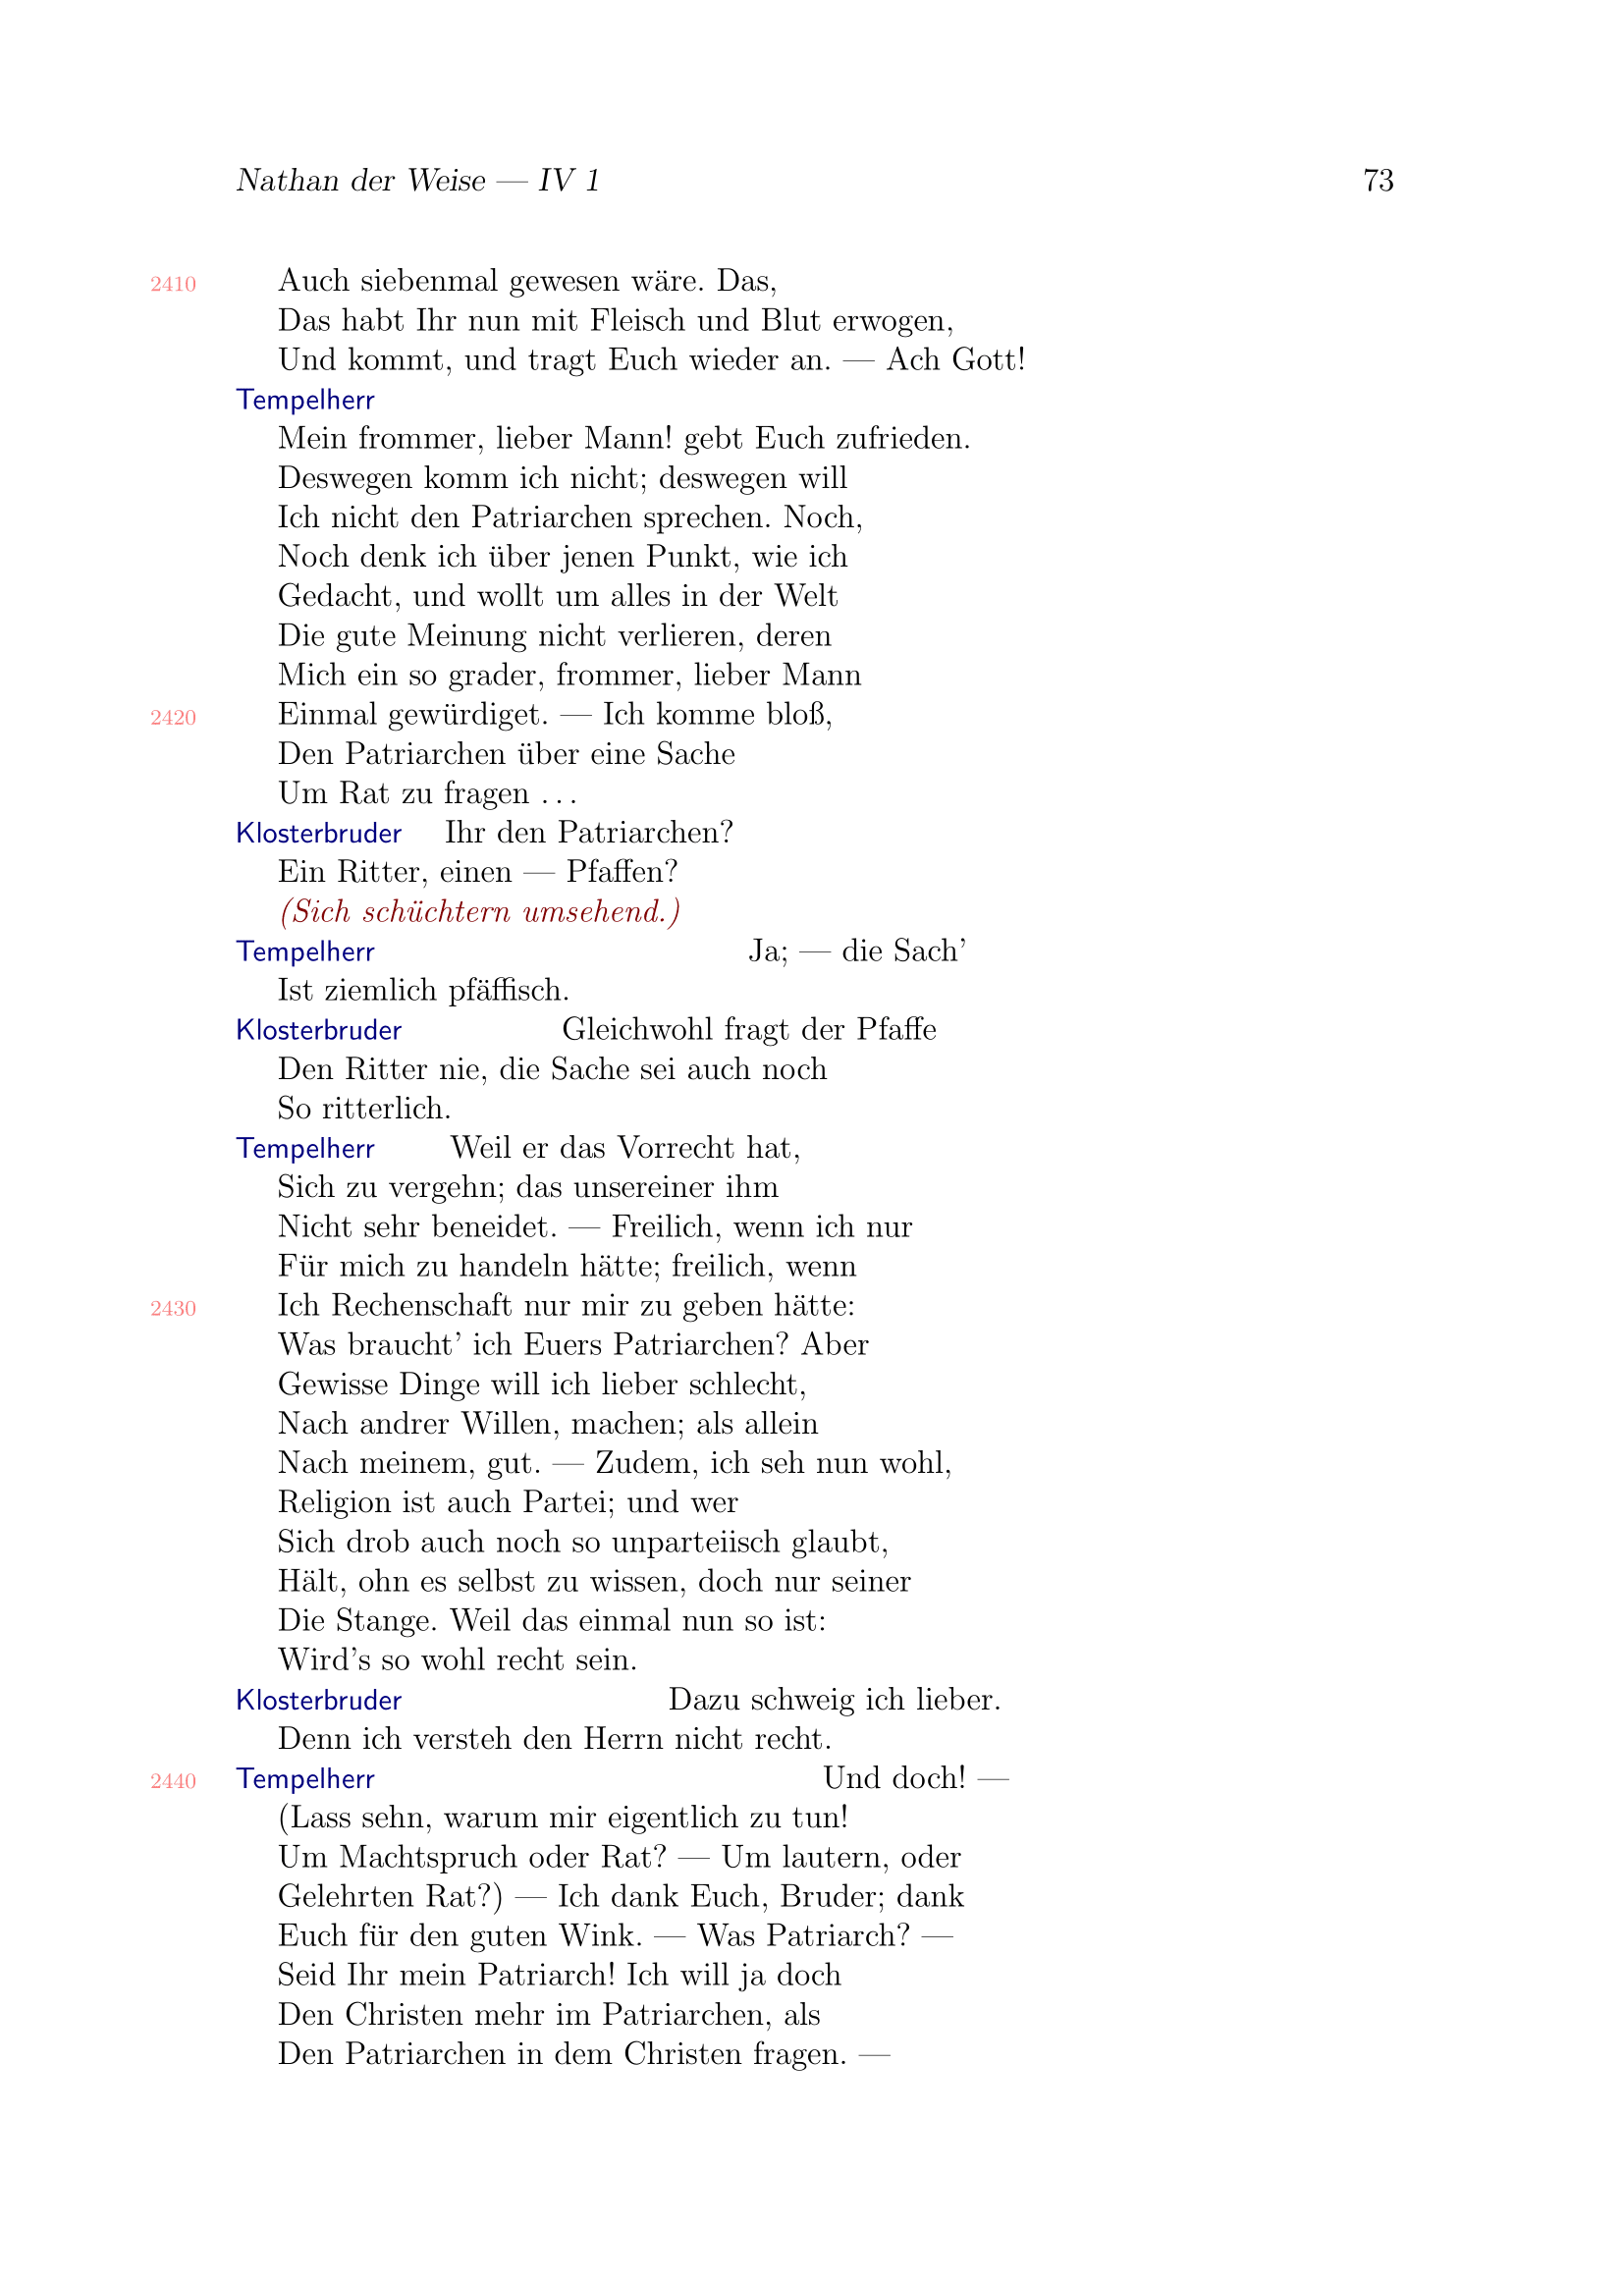 Nathan der Weise — IV 1 73
2410 Auch siebenmal gewesen wäre. Das,
Das habt Ihr nun mit Fleisch und Blut erwogen,
Und kommt, und tragt Euch wieder an. — Ach Gott!
Tempelherr
Mein frommer, lieber Mann! gebt Euch zufrieden.
Deswegen komm ich nicht; deswegen will
Ich nicht den Patriarchen sprechen. Noch,
Noch denk ich über jenen Punkt, wie ich
Gedacht, und wollt um alles in der Welt
Die gute Meinung nicht verlieren, deren
Mich ein so grader, frommer, lieber Mann
2420 Einmal gewürdiget. — Ich komme bloß,
Den Patriarchen über eine Sache
Um Rat zu fragen …
Klosterbruder Ihr den Patriarchen?
Ein Ritter, einen — Pfaffen?
(Sich schüchtern umsehend.)
Tempelherr Ja; — die Sach’
Ist ziemlich pfäffisch.
Klosterbruder Gleichwohl fragt der Pfaffe
Den Ritter nie, die Sache sei auch noch
So ritterlich.
Tempelherr Weil er das Vorrecht hat,
Sich zu vergehn; das unsereiner ihm
Nicht sehr beneidet. — Freilich, wenn ich nur
Für mich zu handeln hätte; freilich, wenn
2430 Ich Rechenschaft nur mir zu geben hätte:
Was braucht’ ich Euers Patriarchen? Aber
Gewisse Dinge will ich lieber schlecht,
Nach andrer Willen, machen; als allein
Nach meinem, gut. — Zudem, ich seh nun wohl,
Religion ist auch Partei; und wer
Sich drob auch noch so unparteiisch glaubt,
Hält, ohn es selbst zu wissen, doch nur seiner
Die Stange. Weil das einmal nun so ist:
Wird’s so wohl recht sein.
Klosterbruder Dazu schweig ich lieber.
Denn ich versteh den Herrn nicht recht.
2440 Tempelherr Und doch! —
(Lass sehn, warum mir eigentlich zu tun!
Um Machtspruch oder Rat? — Um lautern, oder
Gelehrten Rat?) — Ich dank Euch, Bruder; dank
Euch für den guten Wink. — Was Patriarch? —
Seid Ihr mein Patriarch! Ich will ja doch
Den Christen mehr im Patriarchen, als
Den Patriarchen in dem Christen fragen. —